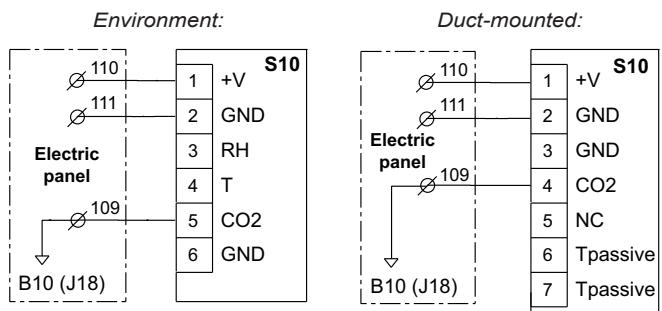 Environment:
110
111
Electric
panel
109
B10 (J18)
S10
1 +V
2 GND
3 RH
4 T
5 CO2
6 GND
Duct-mounted:
110
111
Electric
panel
109
B10 (J18)
S10
1 +V
2 GND
3 GND
4 CO2
5 NC
6 Tpassive
7 Tpassive